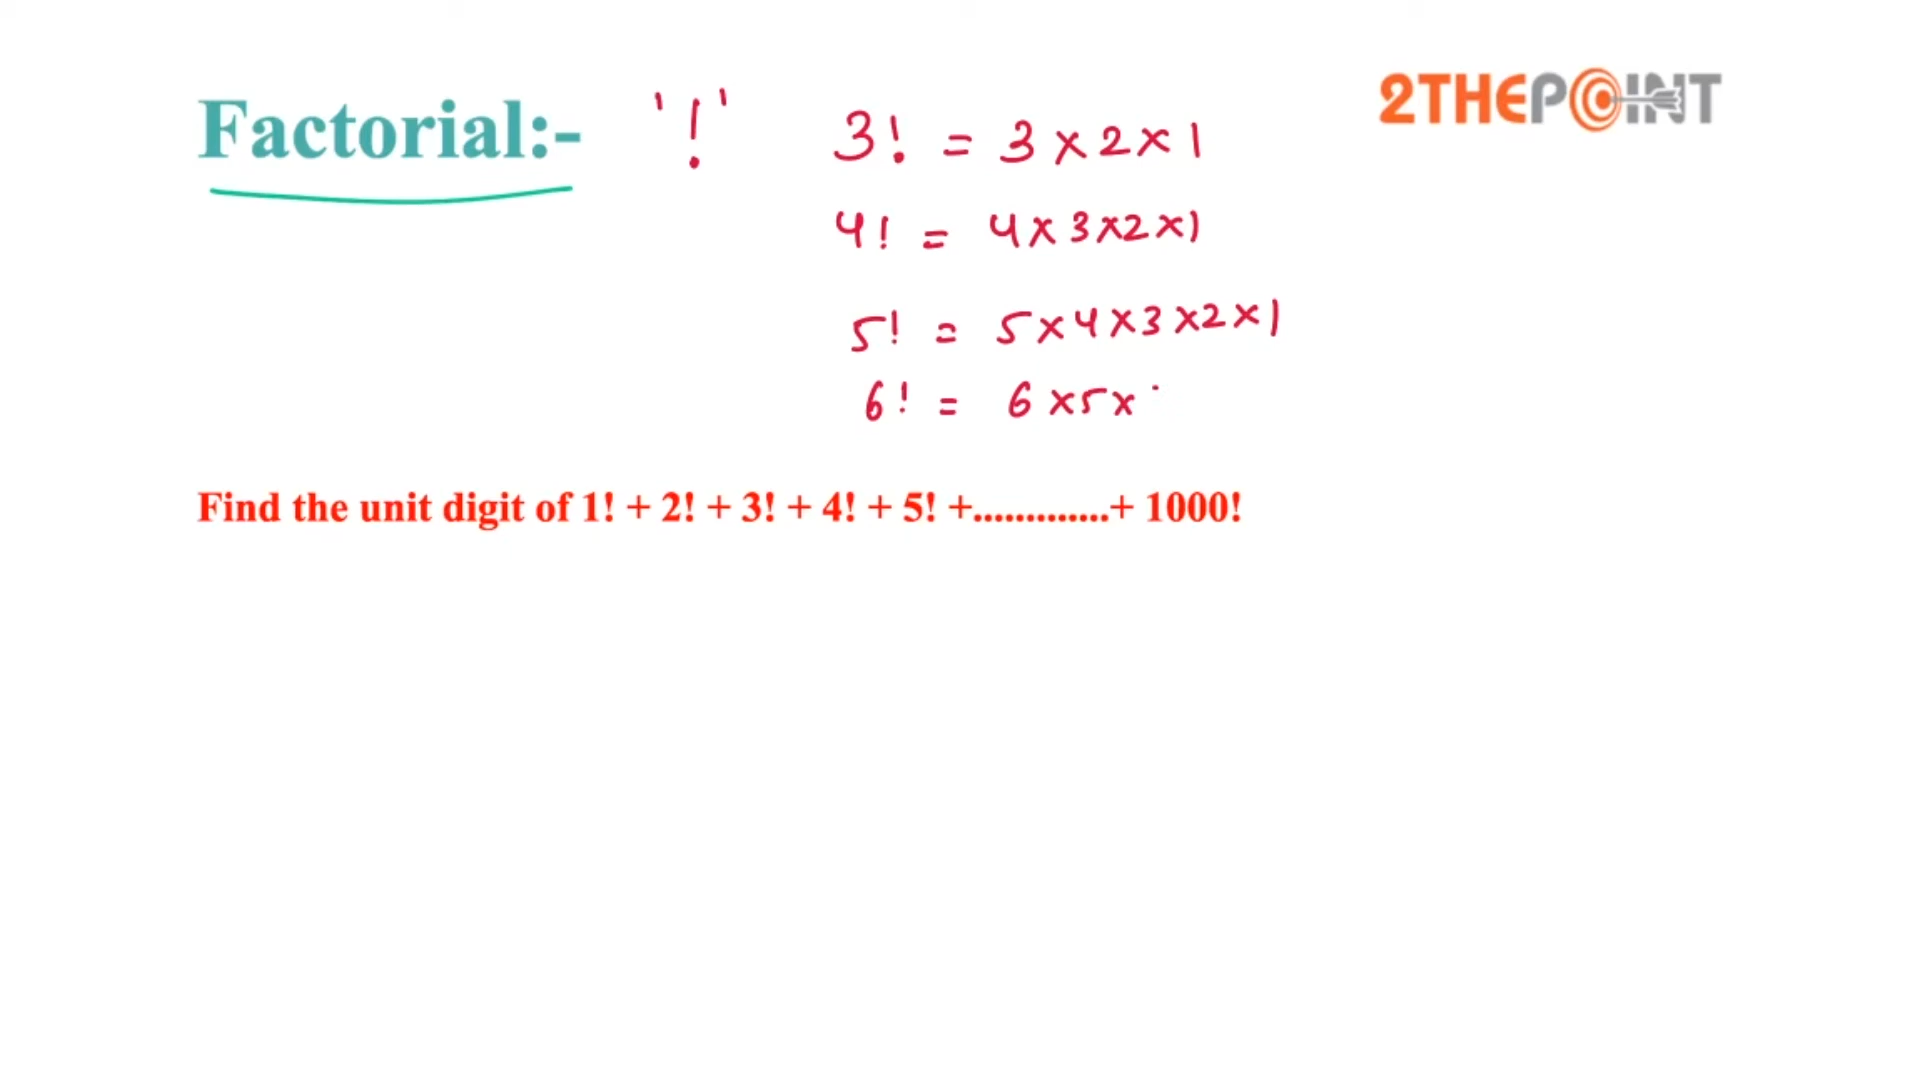 Factorial:- '!' 3! = 3 x 2 x 1
2THEPOINT
4! = 4 x 3 x 2 x 1
5! = 5 x 4 x 3 x 2 x 1
6! = 6 x 5 x
Find the unit digit of 1! + 2! + 3! + 4! + 5! +.............+ 1000!